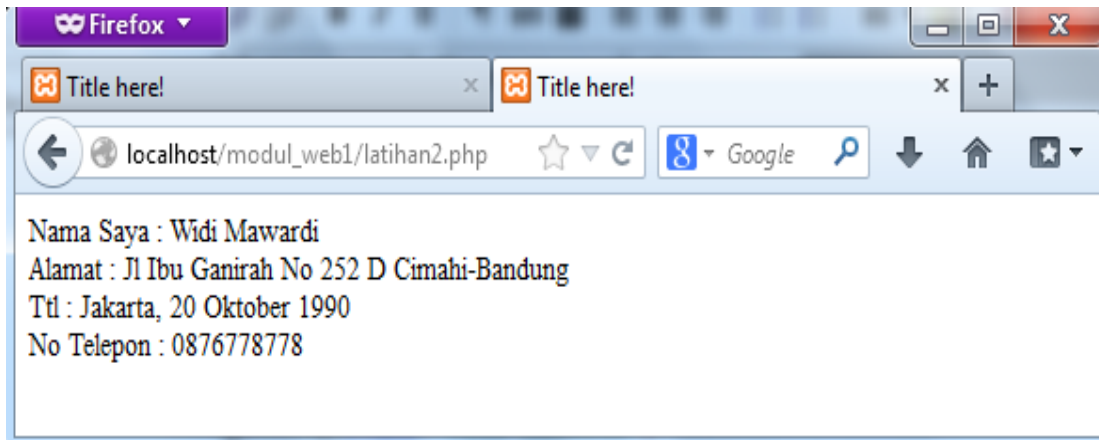 Firefox
Title here!
Title here!
localhost/modul_web1/latihan2.php
Google
Nama Saya : Widi Mawardi
Alamat : Jl Ibu Ganirah No 252 D Cimahi-Bandung
Ttl : Jakarta, 20 Oktober 1990
No Telepon : 0876778778